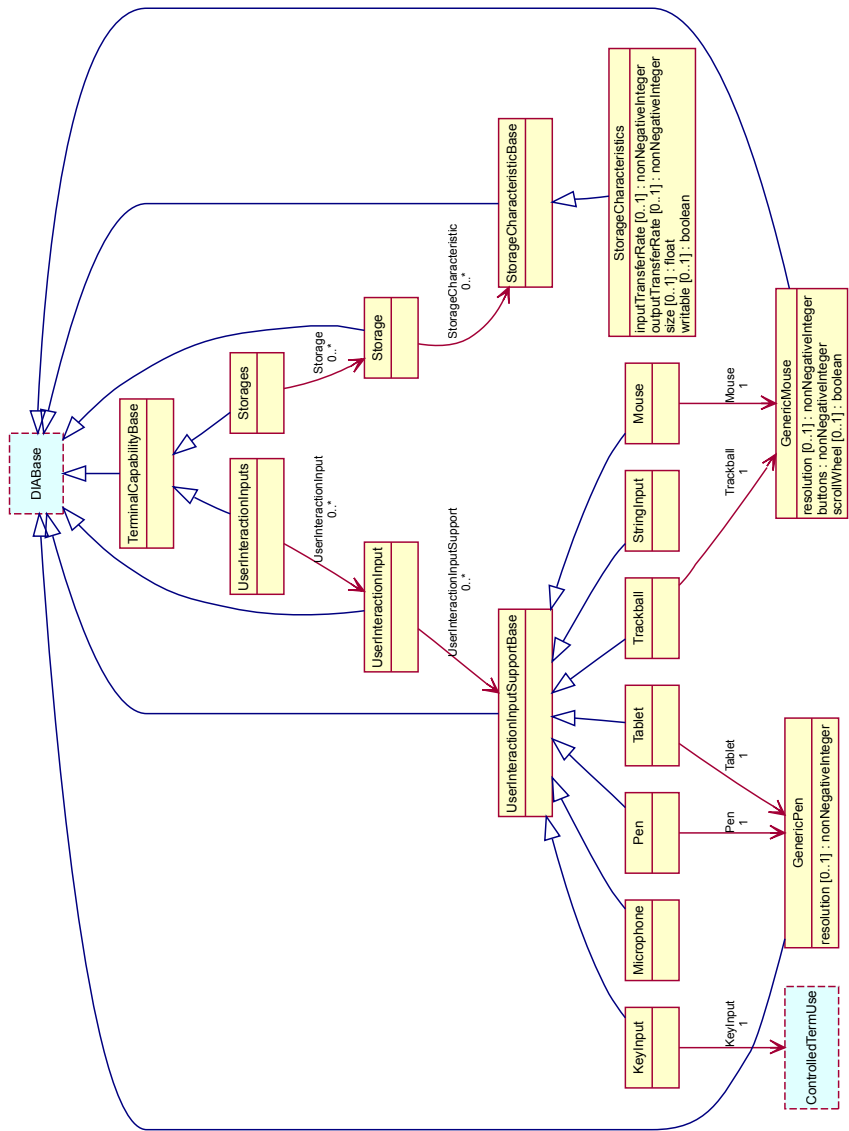 DIABase
TerminalCapabilityBase
UserInteractionInputs
Storages
UserInteractionInput
0..*
Storage
0..*
UserInteractionInput
Storage
UserInteractionInputSupport
0..*
StorageCharacteristic
0..*
UserInteractionInputSupportBase
StorageCharacteristicBase
KeyInput
Microphone
Pen
Tablet
Trackball
StringInput
Mouse
StorageCharacteristics
inputTransferRate [0..1] : nonNegativeInteger
outputTransferRate [0..1] : nonNegativeInteger
size [0..1] : float
writable [0..1] : boolean
KeyInput
1
Pen
1
Tablet
1
Trackball
1
Mouse
1
ControlledTermUse
GenericPen
resolution [0..1] : nonNegativeInteger
GenericMouse
resolution [0..1] : nonNegativeInteger
buttons : nonNegativeInteger
scrollWheel [0..1] : boolean